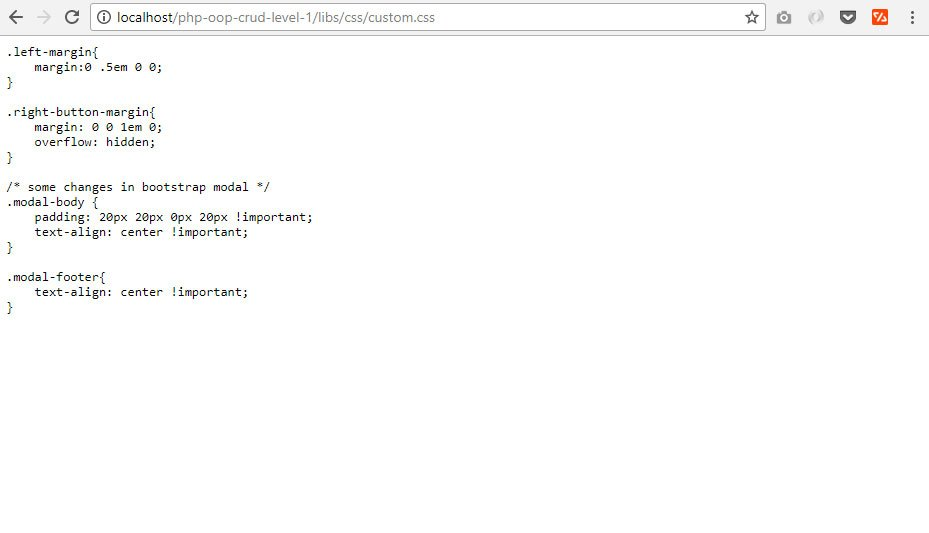 localhost/php-oop-crud-level-1/libs/css/custom.css
.left-margin{
    margin:0 .5em 0 0;
}
.right-button-margin{
    margin: 0 0 1em 0;
    overflow: hidden;
}
/* some changes in bootstrap modal */
.modal-body {
    padding: 20px 20px 0px 20px !important;
    text-align: center !important;
}
.modal-footer{
    text-align: center !important;
}